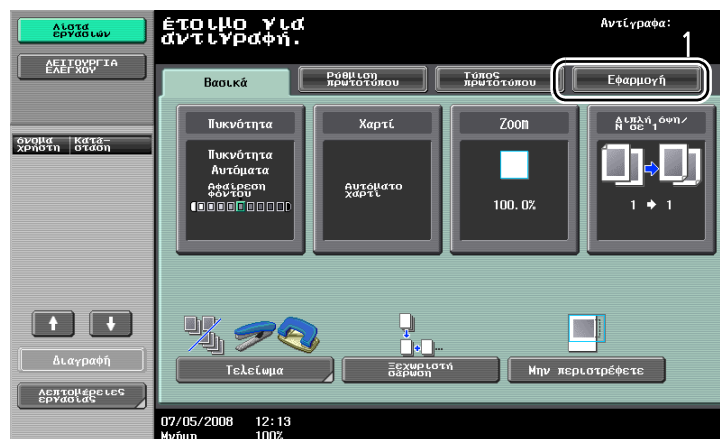 Λίστα
εργασιών
έτοιμο για
αντιγραφή.
Αντίγραφα:
1
ΛΕΙΤΟΥΡΓΙΑ
ΕΛΕΓΧΟΥ
Βασικά
Ρύθμιση
πρωτοτύπου
Τύπος
πρωτοτύπου
Εφαρμογή
όνομα
χρήστη
Κατά-
σταση
Πυκνότητα
Χαρτί
Zoom
Διπλή όψη/
N σε 1
Πυκνότητα
Αυτόματα
Αφαίρεση
φόντου
Αυτόματο
χαρτί
100.0%
1 → 1
Διαγραφή
Λεπτομέρειες
εργασίας
Τελείωμα
Ξεχωριστή
σάρωση
Μην περιστρέφετε
07/05/2008 12:13
Μνήμη 100%